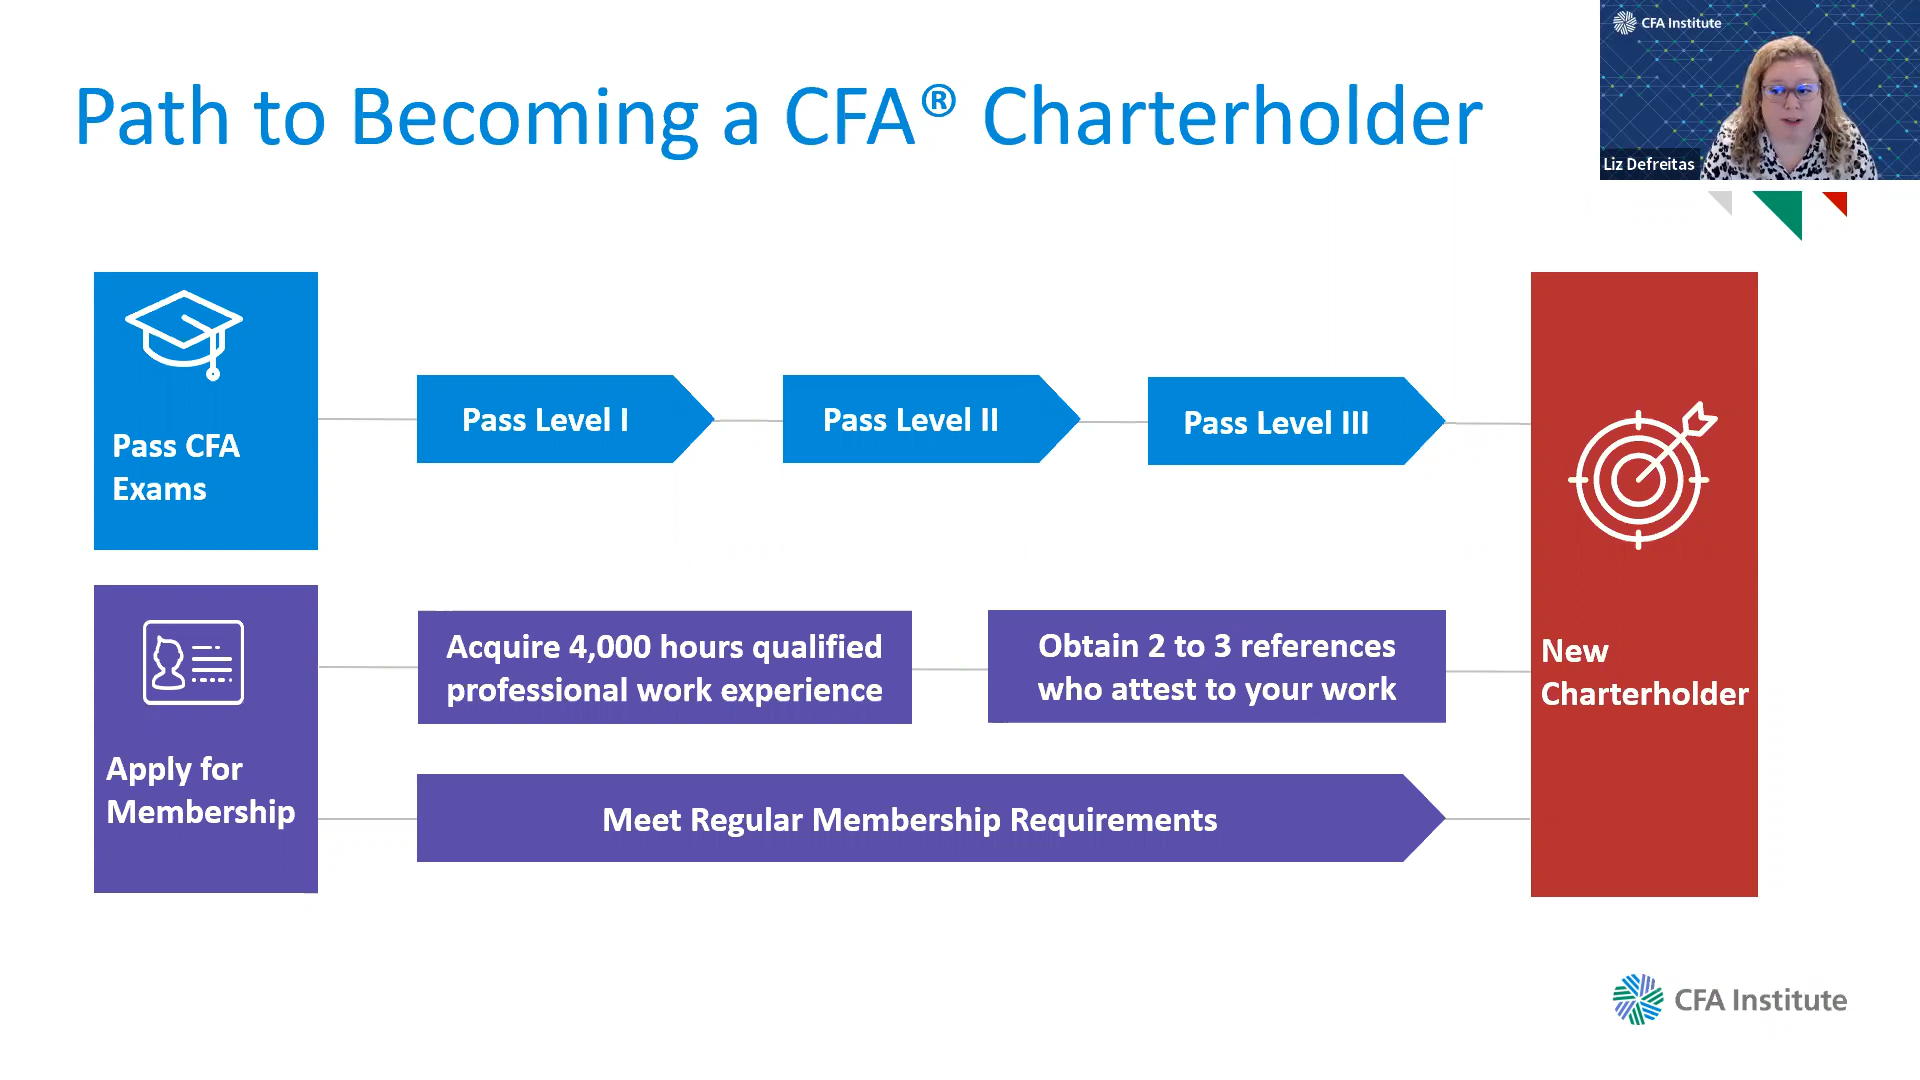 CFA Institute
Path to Becoming a CFA® Charterholder
Liz Defreitas
Pass CFA
Exams
Pass Level I
Pass Level II
Pass Level III
Apply for
Membership
Acquire 4,000 hours qualified
professional work experience
Obtain 2 to 3 references
who attest to your work
Meet Regular Membership Requirements
New
Charterholder
CFA Institute